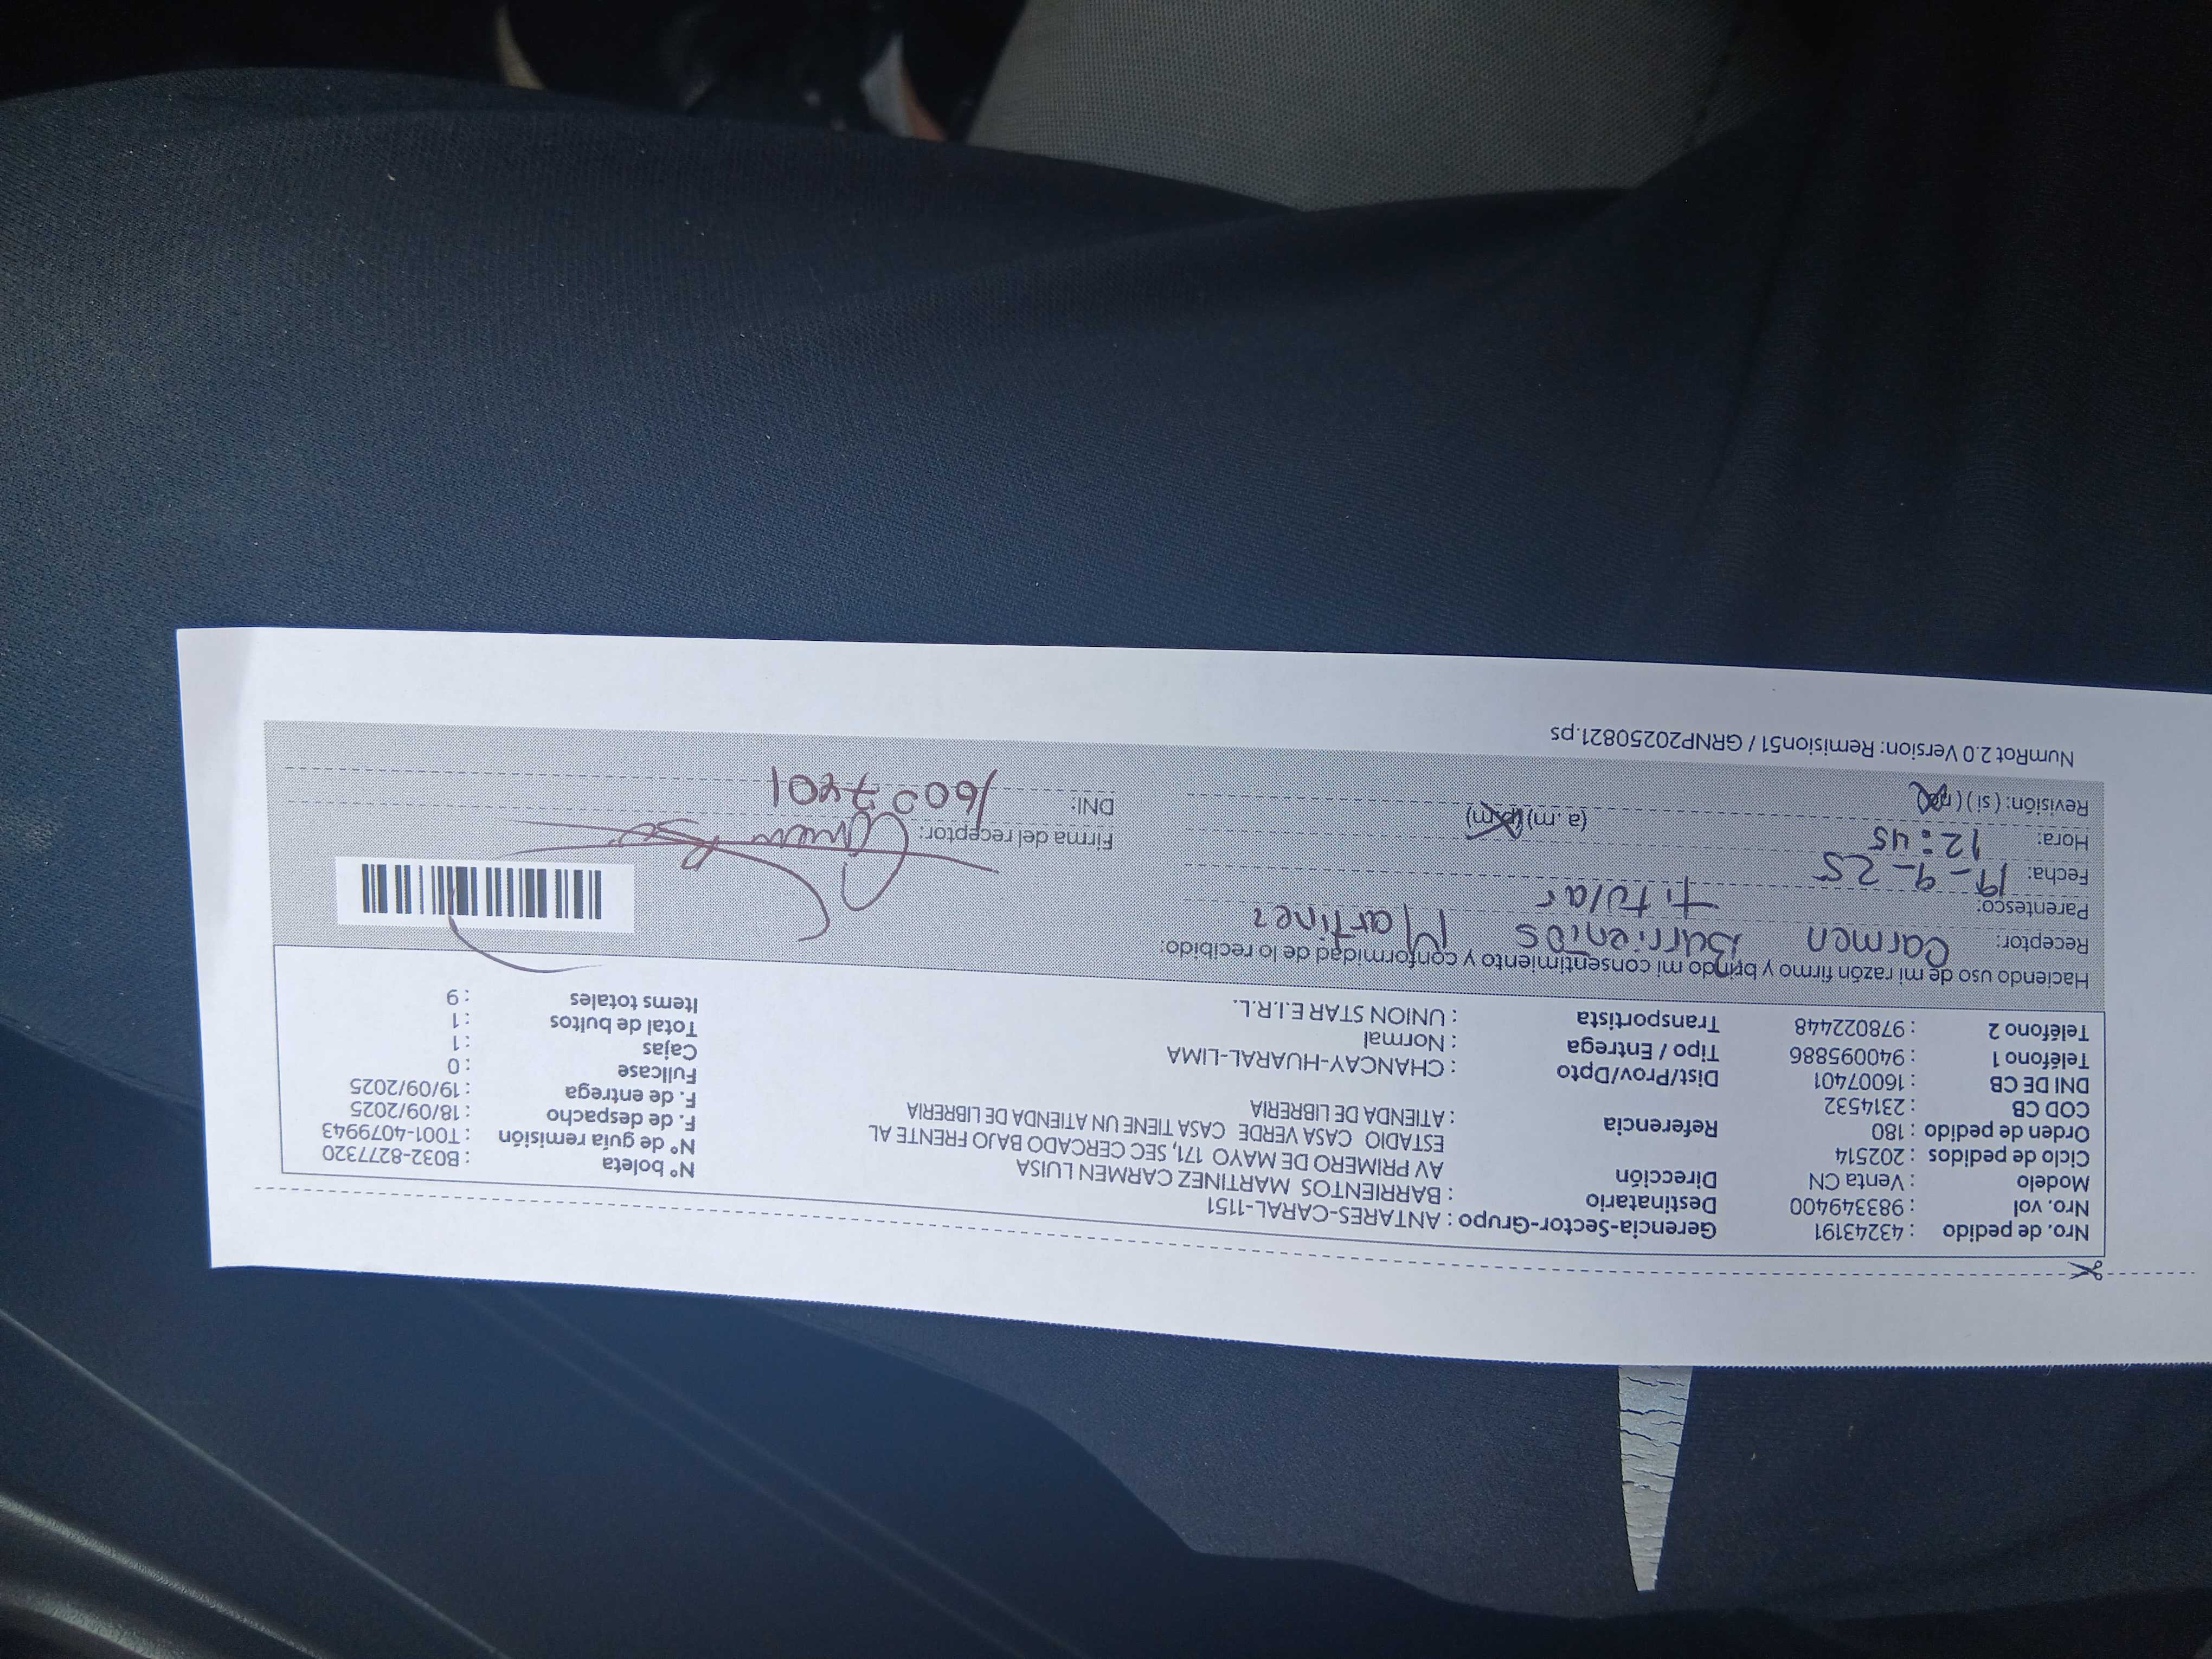 Nro. de pedido : 43243191 Gerencia-Sector-Grupo : ANTARES-CARAL-1151 N° boleta : B032-8277320
Nro. vol : 983349400 Destinatario : BARRIENTOS MARTINEZ CARMEN LUISA N° de guía remisión : T001-4079943
Modelo : Venta CN Dirección AV PRIMERO DE MAYO 171, SEC CERCADO BAJO FRENTE AL F. de despacho : 18/09/2025
Ciclo de pedidos : 202514 ESTADIO CASA VERDE CASA TIENE UN ATIENDA DE LIBRERIA F. de entrega : 19/09/2025
Orden de pedido : 180 Referencia : ATIENDA DE LIBRERIA Fullcase : 0
COD CB : 2314532 Cajas : 1
DNI DE CB : 16007401 Dist/Prov/Dpto : CHANCAY-HUARAL-LIMA Total de bultos : 1
Teléfono 1 : 940095886 Tipo / Entrega : Normal Items totales : 9
Teléfono 2 : 978022448 Transportista : UNION STAR E.I.R.L.
Haciendo uso de mi razón firmo y brindo mi consentimiento y conformidad de lo recibido:
Receptor: Carmen Barrientos Martinez
Parentesco: titular
Fecha: 19-9-25 Firma del receptor:
Hora: 12:45 (a. m) (p.m) DNI: 16007401
Revisión: ( si ) ( no)
NumRot 2.0 Version: Remision51 / GRNP20250821.ps